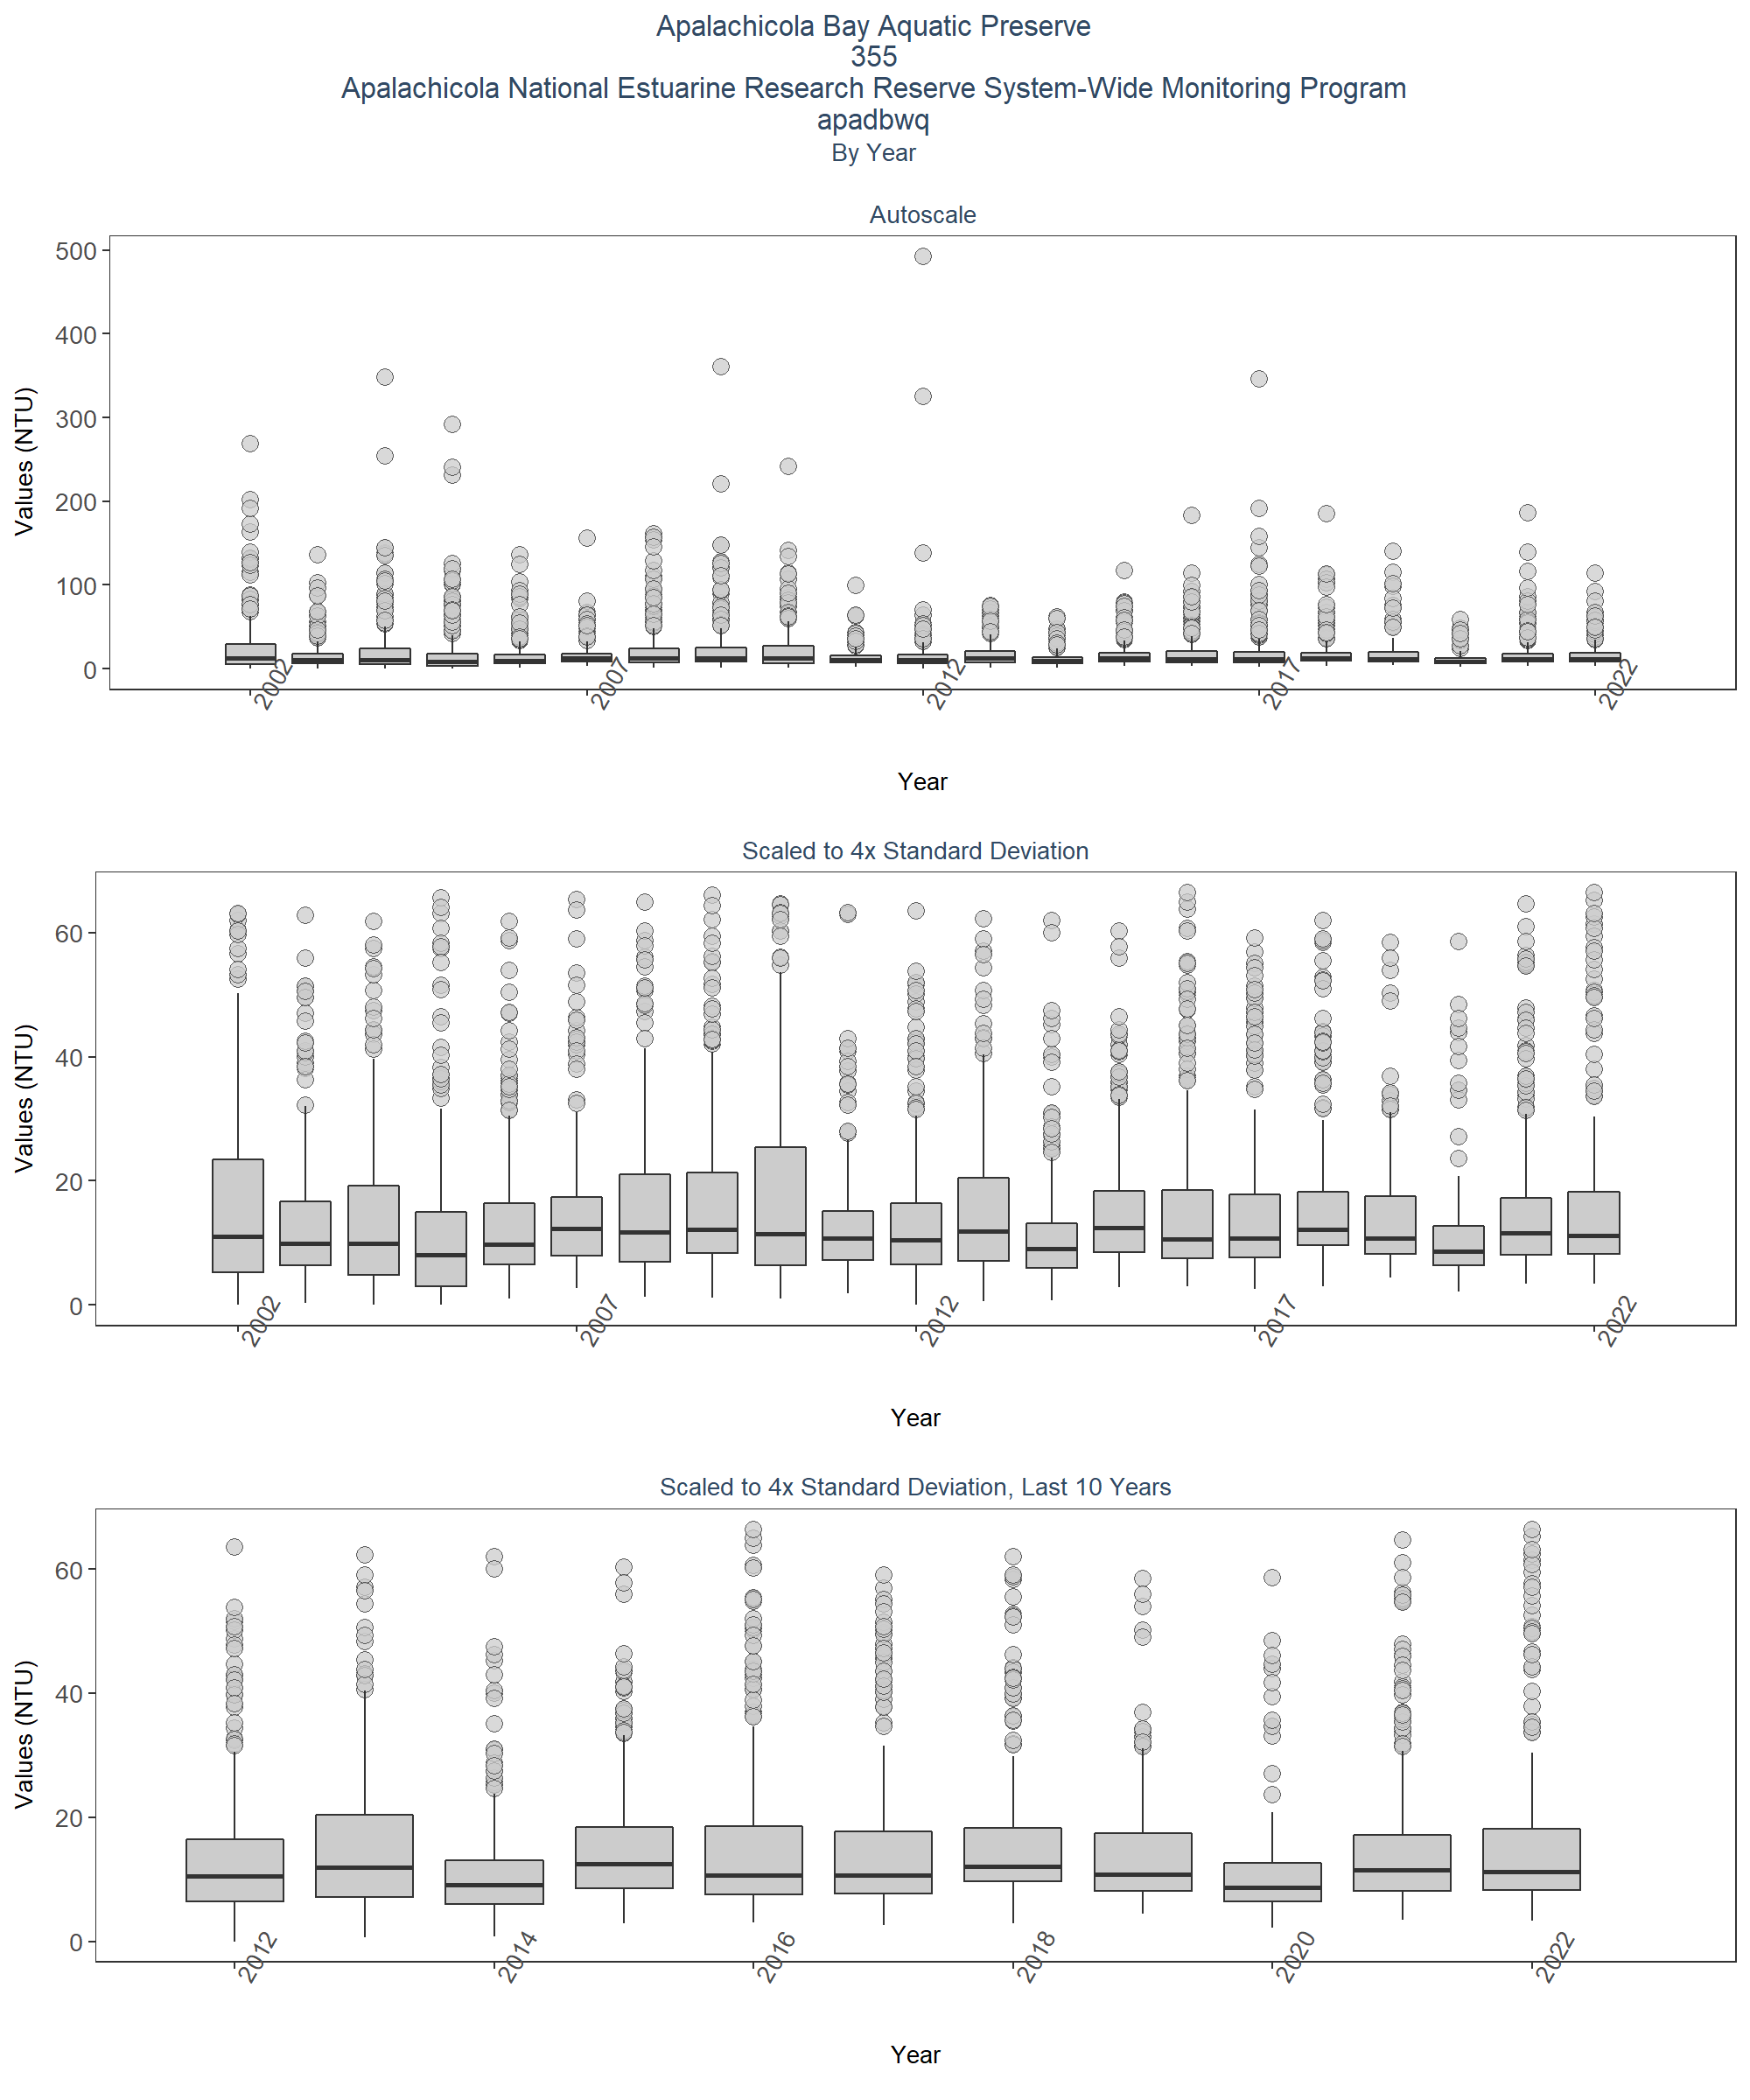 Apalachicola Bay Aquatic Preserve
355
Apalachicola National Estuarine Research Reserve System-Wide Monitoring Program
apadbwq
By Year
Autoscale
500
400
300
200
100
0
Values (NTU)
2002
2007
2012
2017
2022
Year
Scaled to 4x Standard Deviation
60
40
20
0
Values (NTU)
2002
2007
2012
2017
2022
Year
Scaled to 4x Standard Deviation, Last 10 Years
60
40
20
0
Values (NTU)
2012
2014
2016
2018
2020
2022
Year